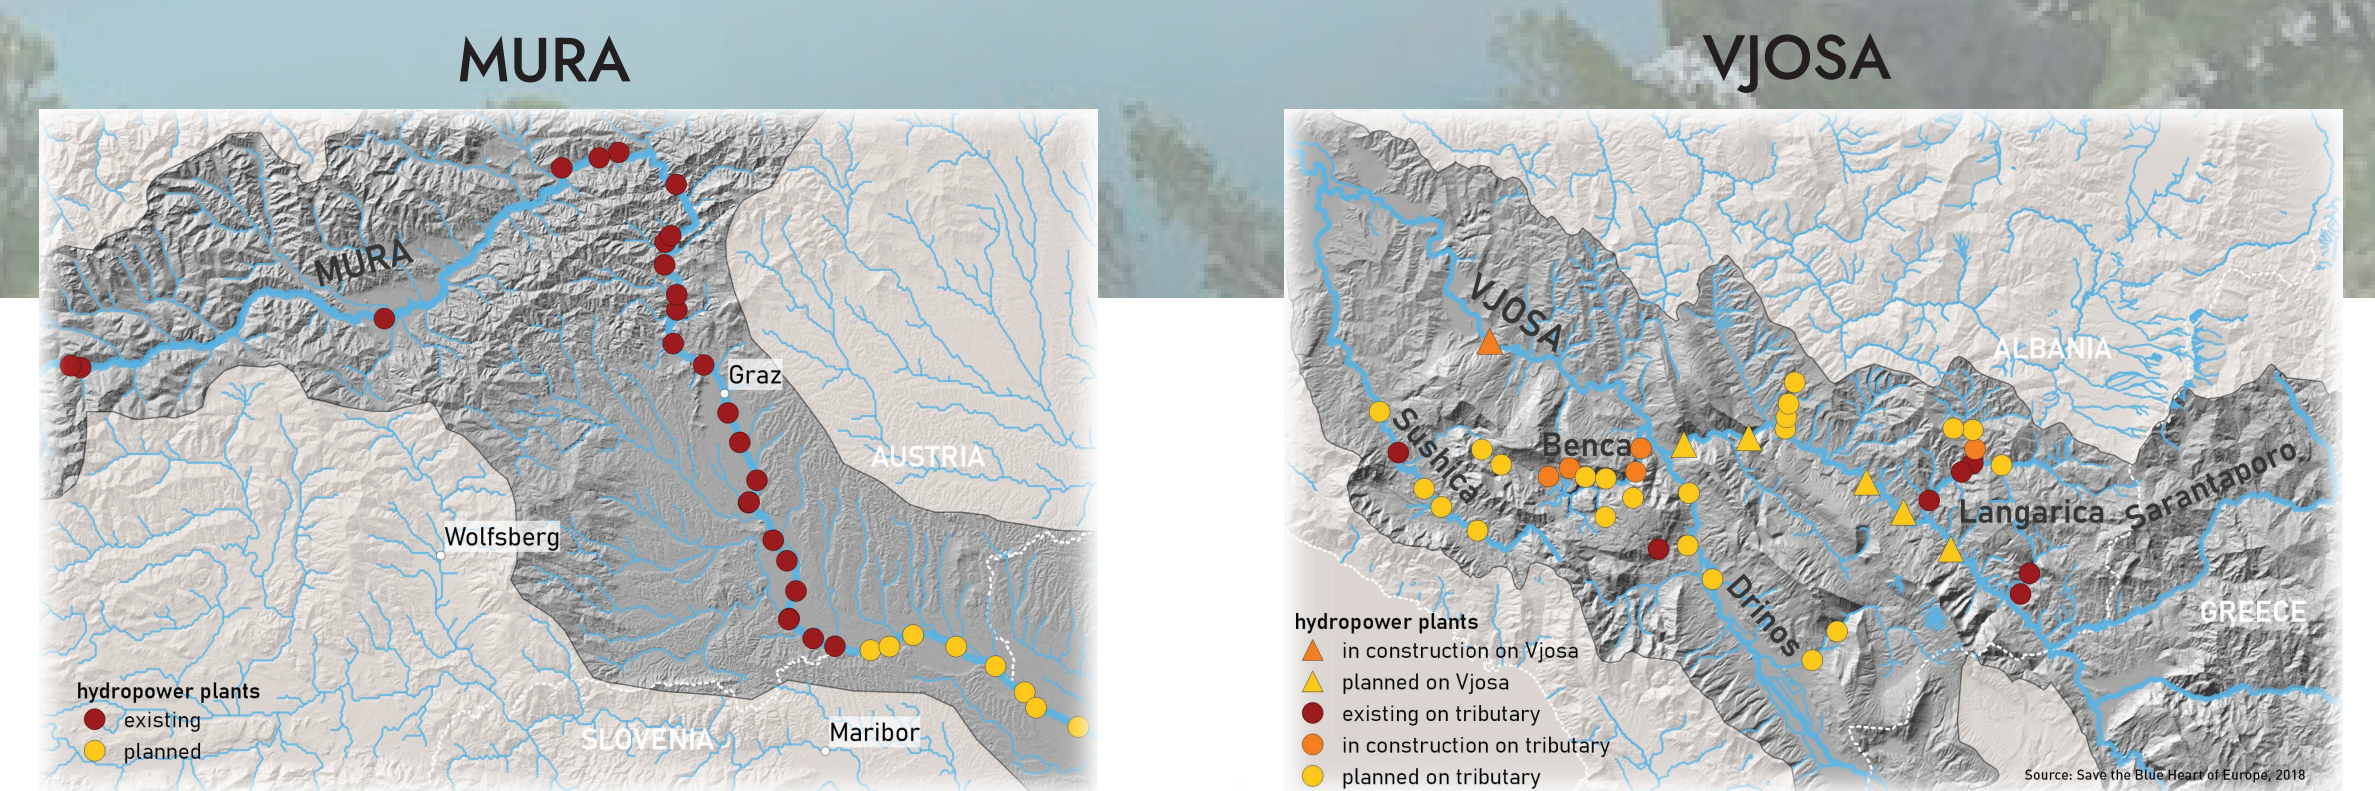 MURA
VJOSA
MURA
Graz
AUSTRIA
Wolfsberg
hydropower plants
existing
planned
SLOVENIA
Maribor
VJOSA
ALBANIA
Sushica
Benca
Langarica
Sarantaporo
Drinos
GREECE
hydropower plants
in construction on Vjosa
planned on Vjosa
existing on tributary
in construction on tributary
planned on tributary
Source: Save the Blue Heart of Europe, 2018